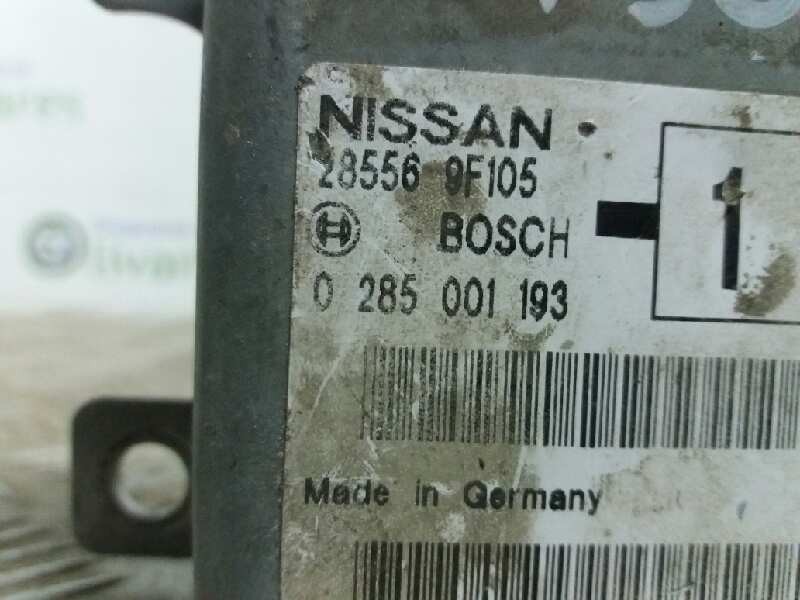 NISSAN
28556 9F105
BOSCH
0 285 001 193
1
Made in Germany